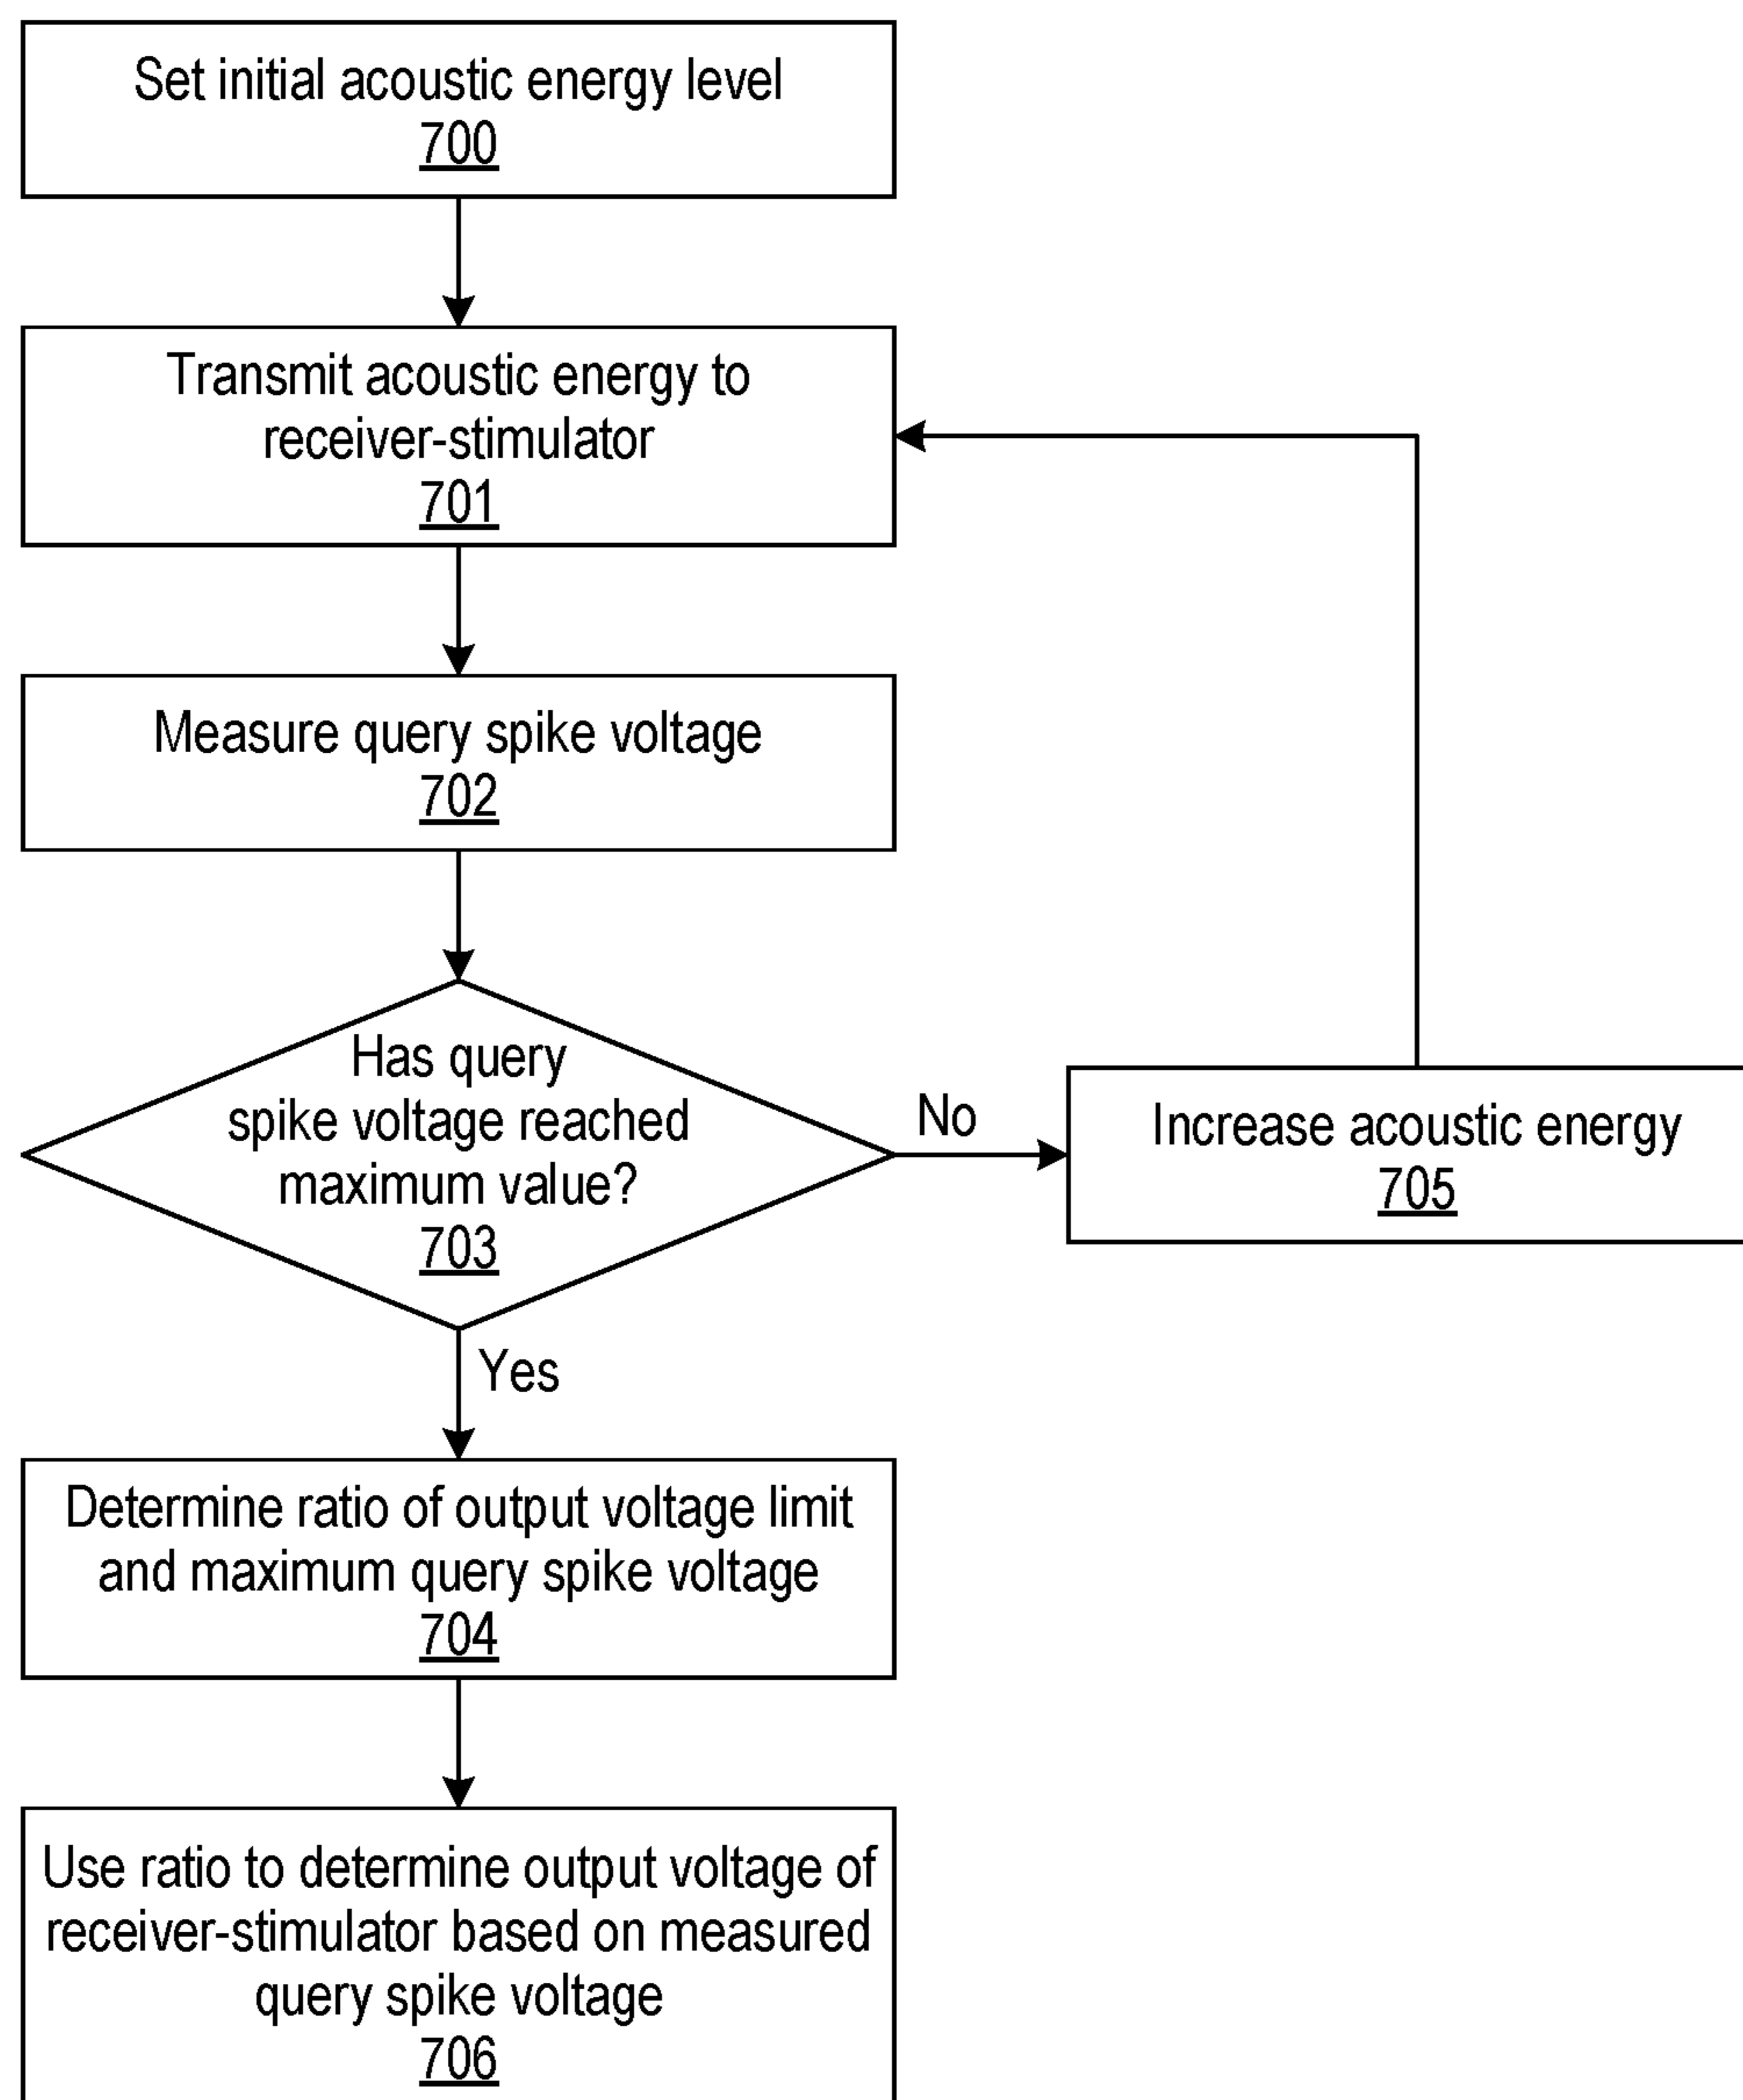 Set initial acoustic energy level
700
Transmit acoustic energy to
receiver-stimulator
701
Measure query spike voltage
702
Has query
spike voltage reached
maximum value?
703
No
Increase acoustic energy
705
Yes
Determine ratio of output voltage limit
and maximum query spike voltage
704
Use ratio to determine output voltage of
receiver-stimulator based on measured
query spike voltage
706